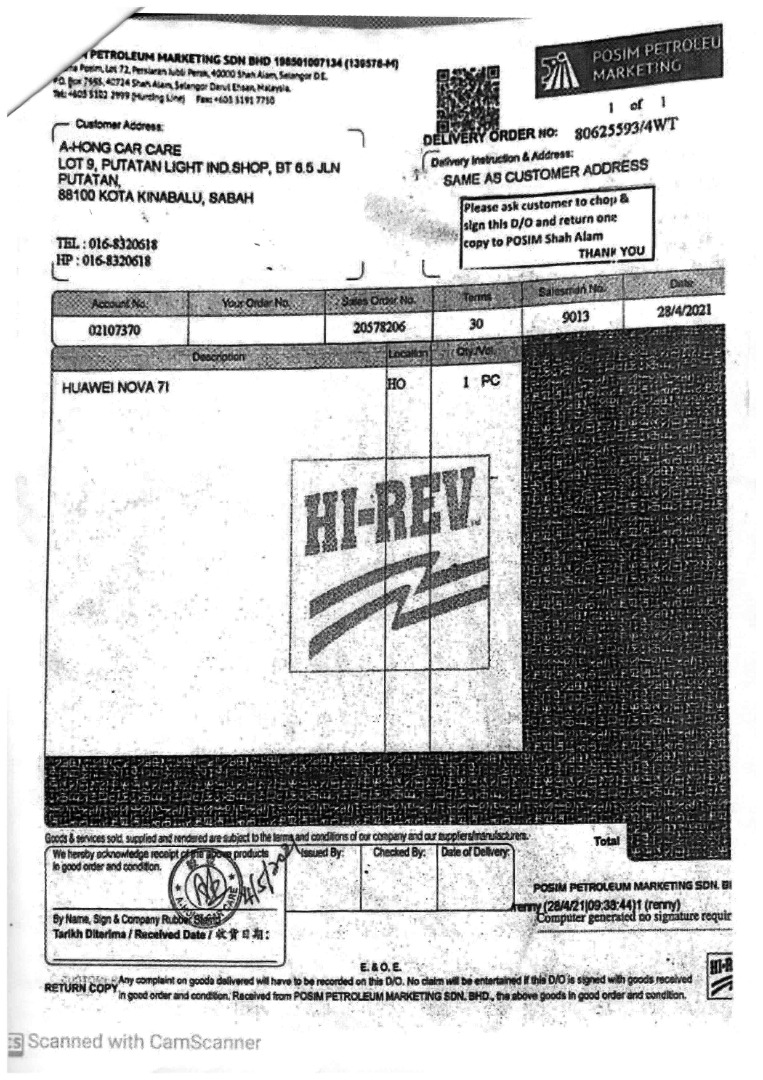 PETROLEUM MARKETING SDN BHD 198501007134 (139578-M)
Posim, Lot 72, Persiaran Jubli Perak, 40000 Shah Alam, Selangor D.E.
P.O. Box 7655, 40724 Shah Alam, Selangor Darul Ehsan, Malaysia.
Tel: +603 5102 2999 (Hunting Line) Fax: +603 5191 7750
POSIM PETROLEU
MARKETING
1 of 1
DELIVERY ORDER NO: 80625593/4WT
Customer Address:
A-HONG CAR CARE
LOT 9, PUTATAN LIGHT IND.SHOP, BT 6.5 JLN
PUTATAN,
88100 KOTA KINABALU, SABAH
TEL : 016-8320618
HP : 016-8320618
Delivery Instruction & Address:
SAME AS CUSTOMER ADDRESS
Please ask customer to chop &
sign this D/O and return one
copy to POSIM Shah Alam
THANK YOU
Account No. Your Order No. Sales Order No. Terms Salesman No. Date
02107370 20578206 30 9013 28/4/2021
Description Location Qty./Vol.
HUAWEI NOVA 7I HO 1 PC
HI-REV
Goods & services sold, supplied and rendered are subject to the terms and conditions of our company and our suppliers/manufacturers.
Total
We hereby acknowledge receipt of the above products
in good order and condition.
Issued By: Checked By: Date of Delivery:
By Name, Sign & Company Rubber Stamp
Tarikh Diterima / Received Date / 收貨日期:
POSIM PETROLEUM MARKETING SDN. B
renny (28/4/21|09:38:44)1 (renny)
Computer generated no signature requir
E. & O. E.
RETURN COPY
Any complaint on goods delivered will have to be recorded on this D/O. No claim will be entertained if this D/O is signed with goods received
in good order and condition. Received from POSIM PETROLEUM MARKETING SDN. BHD., the above goods in good order and condition.
HI-R
CS Scanned with CamScanner